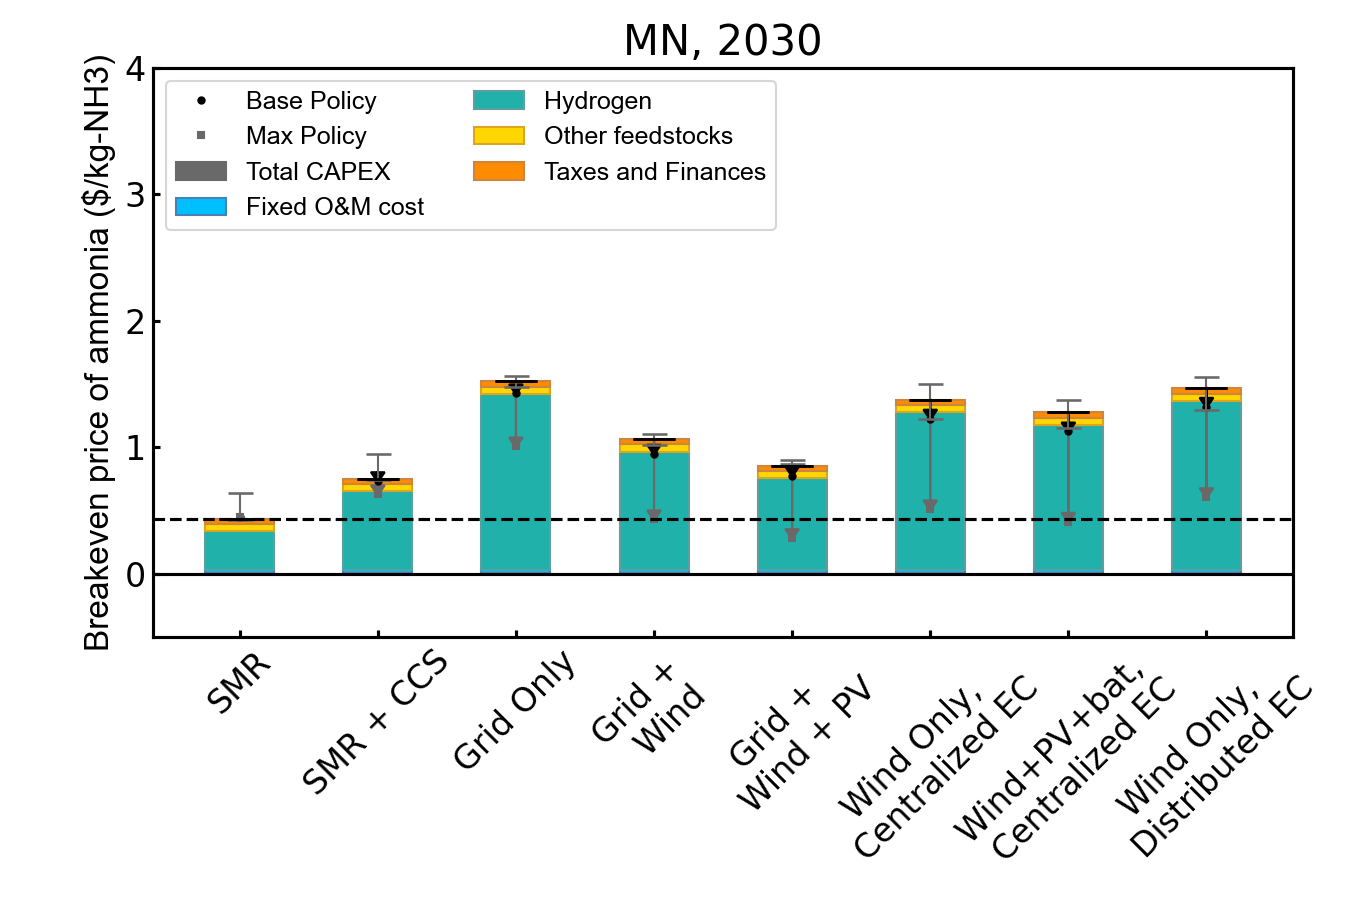 MN, 2030
Breakeven price of ammonia ($/kg-NH3)
4
3
2
1
0
Base Policy
Max Policy
Total CAPEX
Fixed O&M cost
Hydrogen
Other feedstocks
Taxes and Finances
SMR
SMR + CCS
Grid Only
Grid +
Wind
Grid +
Wind + PV
Wind Only,
Centralized EC
Wind+PV+bat,
Centralized EC
Wind Only,
Distributed EC